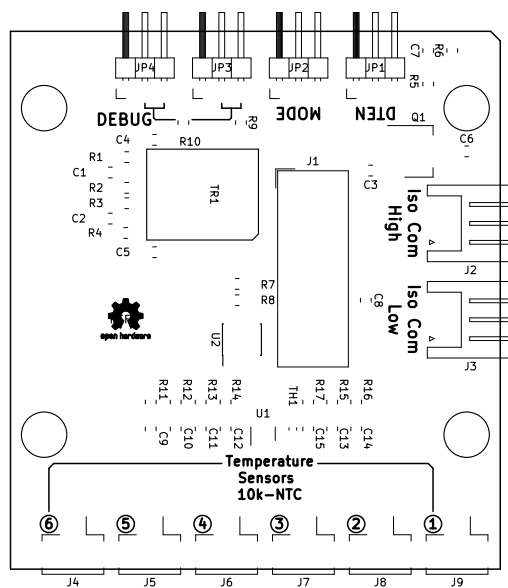 JP4 JP3 JP2 JP1
C7 R6
R5
DEBUG R9 MODE DTEN Q1
C4 R10 C6
R1 J1
C1 C3
R2 TR1 Iso Com
R3 High
C2
R4
C5 J2
R7
R8 C8 Iso Com
Low
open hardware
U2
J3
R11 R12 R13 R14 TH1 R17 R15 R16
U1
C9 C10 C11 C12 C15 C13 C14
Temperature
Sensors
10k-NTC
6 5 4 3 2 1
J4 J5 J6 J7 J8 J9